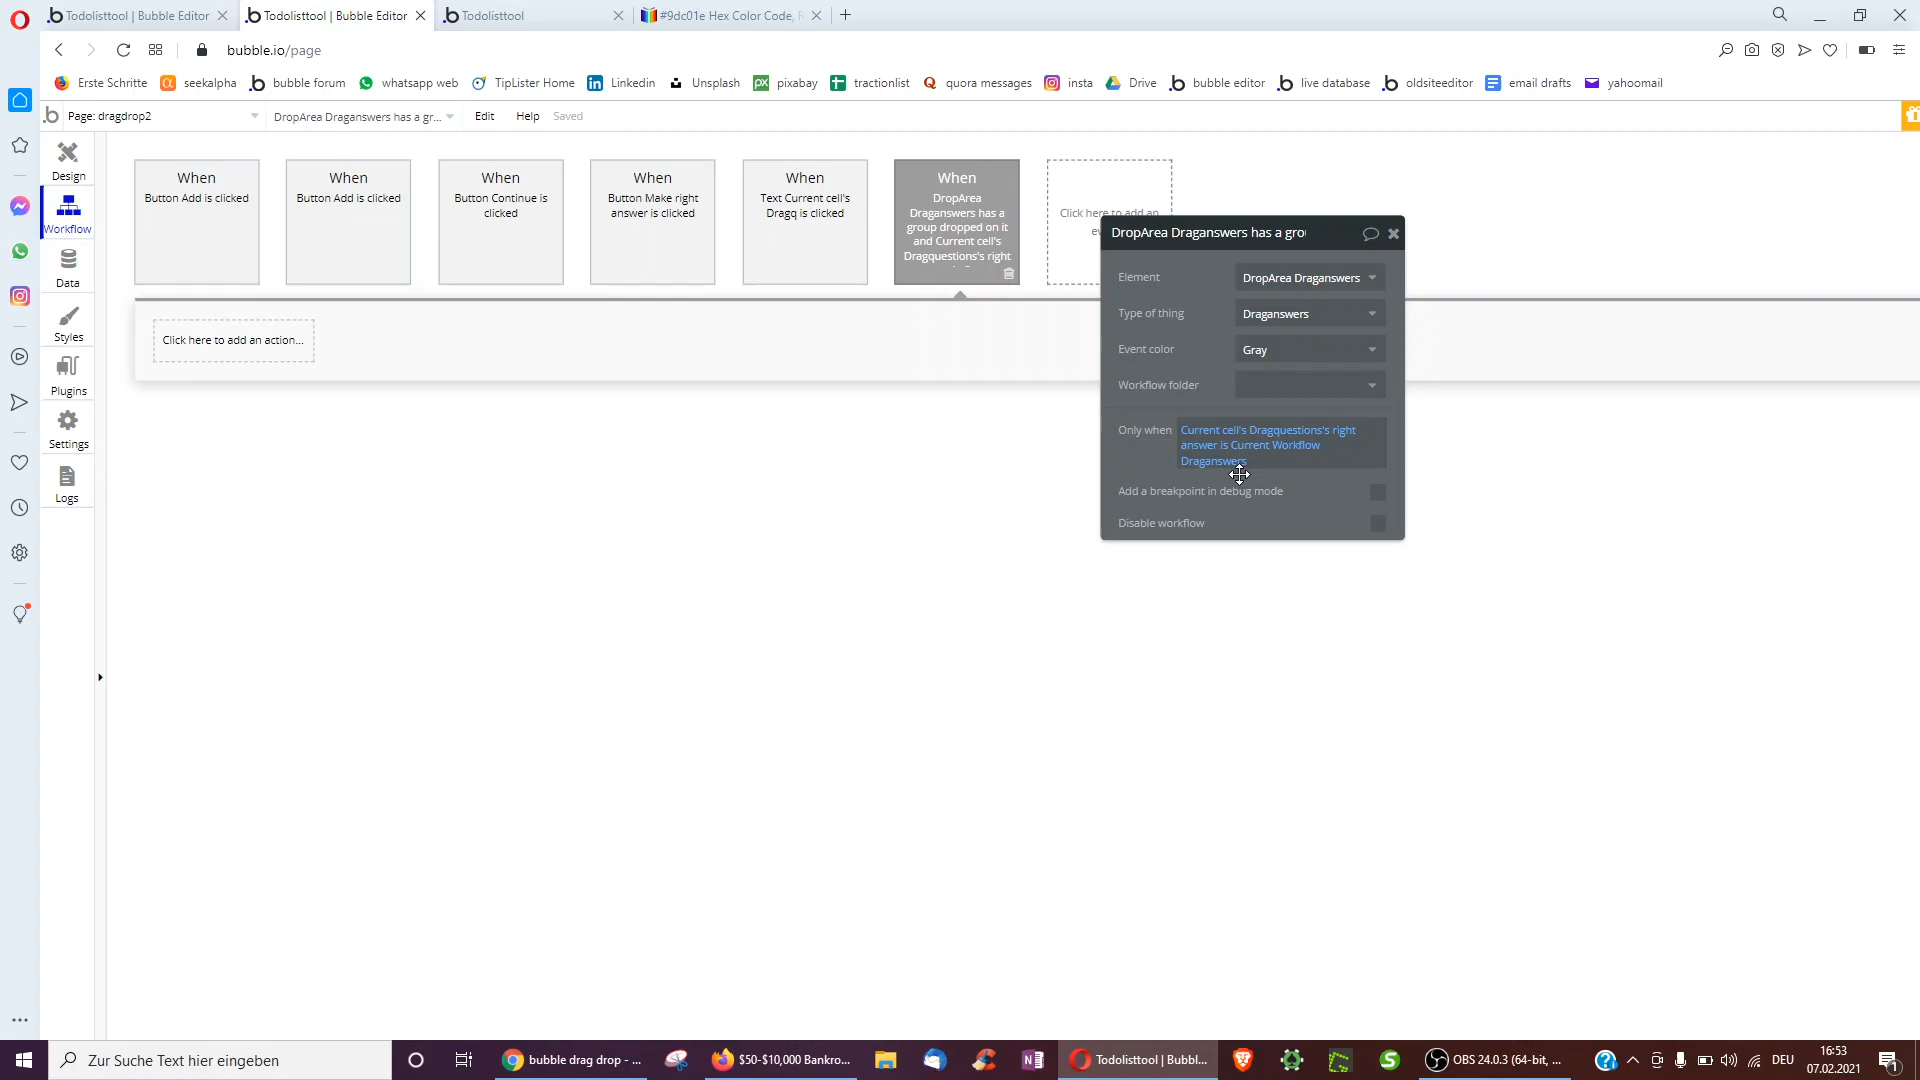 Todolisttool | Bubble Editor
Todolisttool | Bubble Editor
Todolisttool
#9dc01e Hex Color Code,
bubble.io/page
Erste Schritte
seekalpha
bubble forum
whatsapp web
TipLister Home
Linkedin
Unsplash
pixabay
tractionlist
quora messages
insta
Drive
bubble editor
live database
oldsiteeditor
email drafts
yahoomail
Page: dragdrop2
DropArea Draganswers has a gr...
Edit
Help
Saved
Design
Workflow
Data
Styles
Plugins
Settings
Logs
When
Button Add is clicked
When
Button Add is clicked
When
Button Continue is
clicked
When
Button Make right
answer is clicked
When
Text Current cell's
Dragq is clicked
When
DropArea
Draganswers has a
group dropped on it
and Current cell's
Dragquestions's right
Click here to add an
Click here to add an action...
DropArea Draganswers has a gro
Element
DropArea Draganswers
Type of thing
Draganswers
Event color
Gray
Workflow folder
Only when
Current cell's Dragquestions's right
answer is Current Workflow
Draganswers
Add a breakpoint in debug mode
Disable workflow
Zur Suche Text hier eingeben
bubble drag drop - ...
$50-$10,000 Bankro...
Todolisttool | Bubbl...
OBS 24.0.3 (64-bit, ...
DEU
16:53
07.02.2021
1